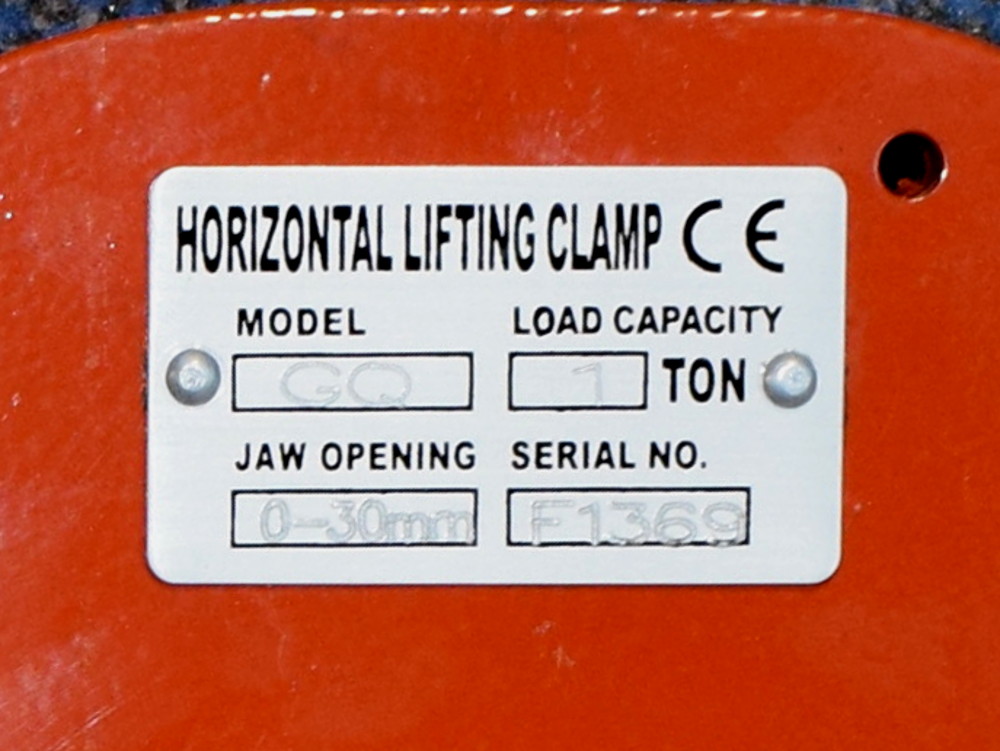 HORIZONTAL LIFTING CLAMP CE
MODEL LOAD CAPACITY
GQ 1 TON
JAW OPENING SERIAL NO.
0-30mm F1369